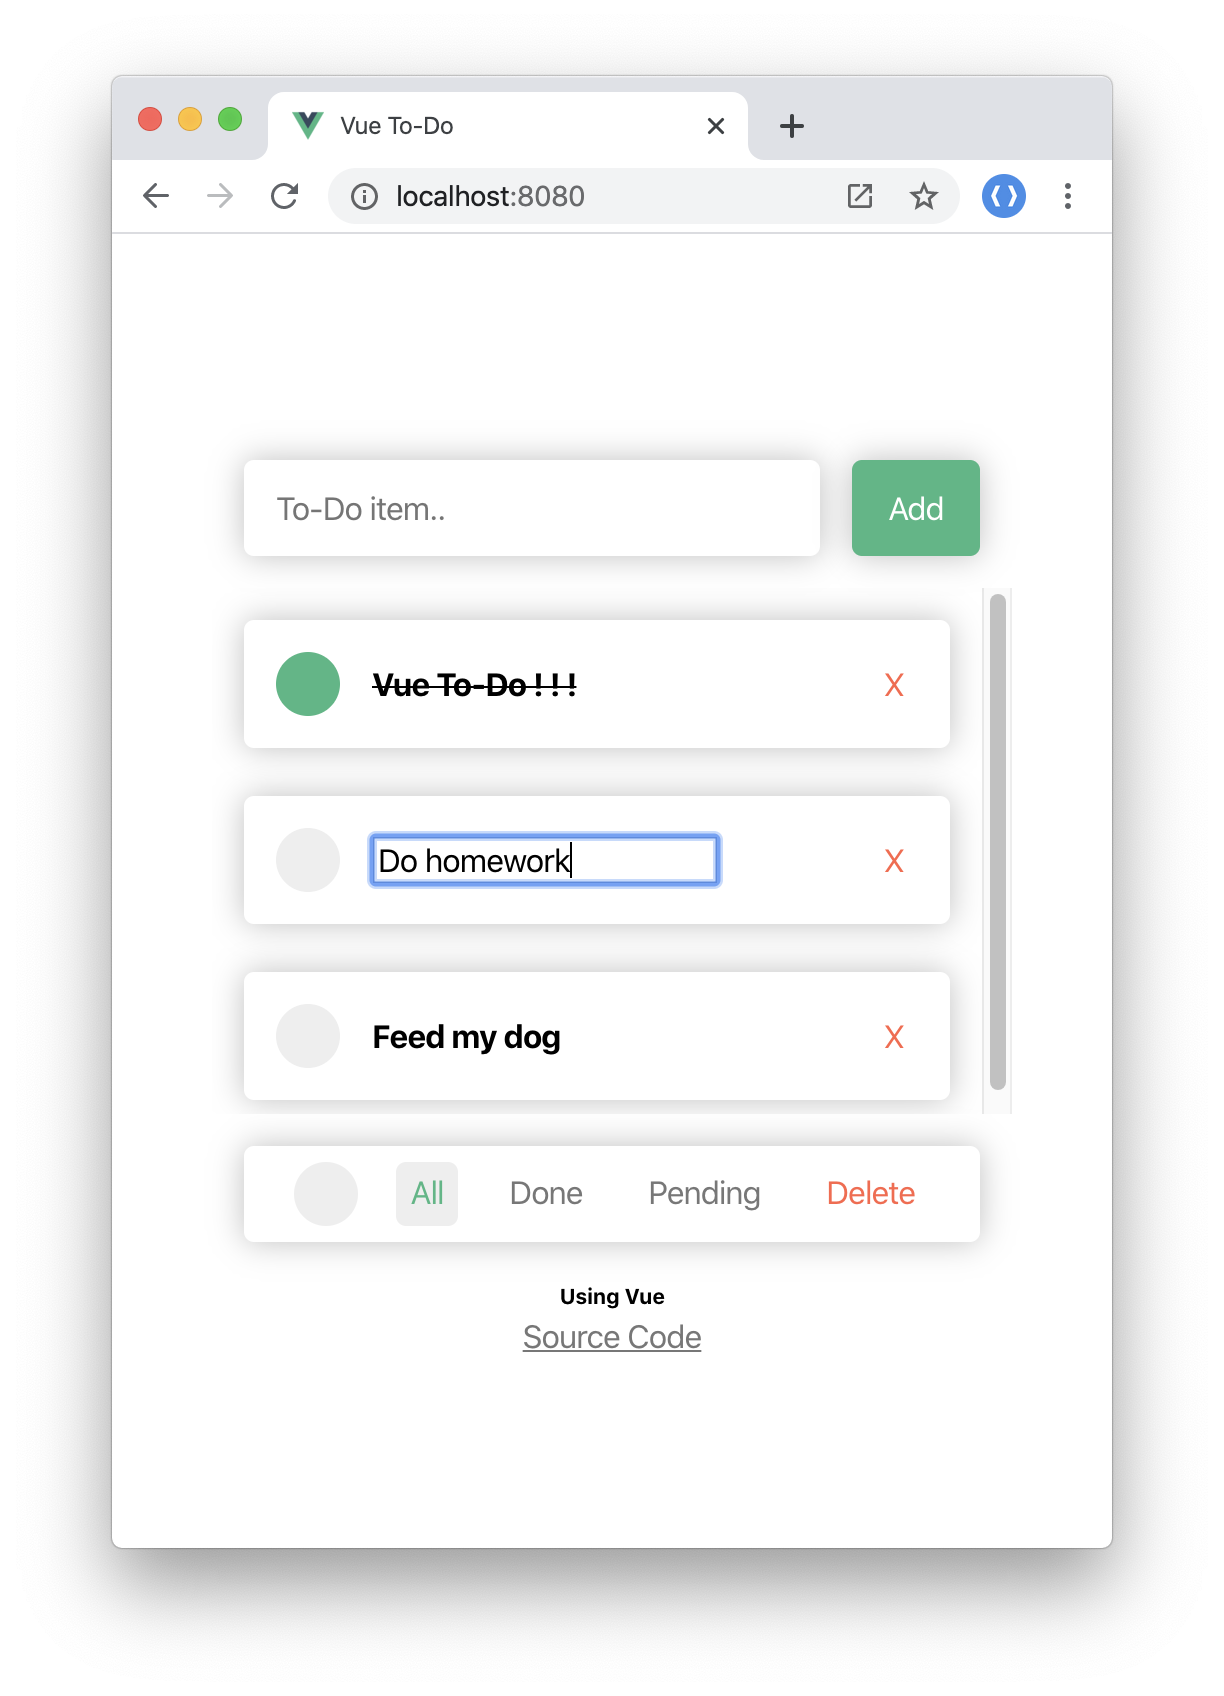 Vue To-Do
localhost:8080
To-Do item..
Add
Vue To-Do ! ! !
X
Do homework
X
Feed my dog
X
All Done Pending Delete
Using Vue
Source Code